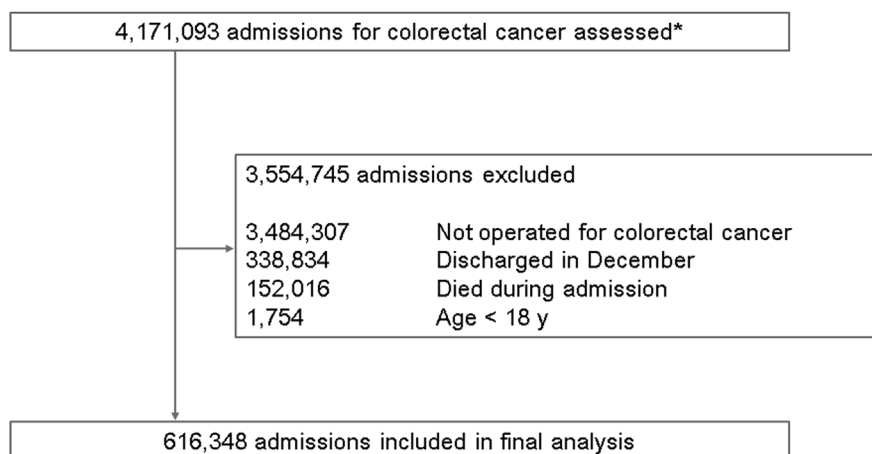 4,171,093 admissions for colorectal cancer assessed*
3,554,745 admissions excluded
3,484,307 Not operated for colorectal cancer
338,834 Discharged in December
152,016 Died during admission
1,754 Age < 18 y
616,348 admissions included in final analysis